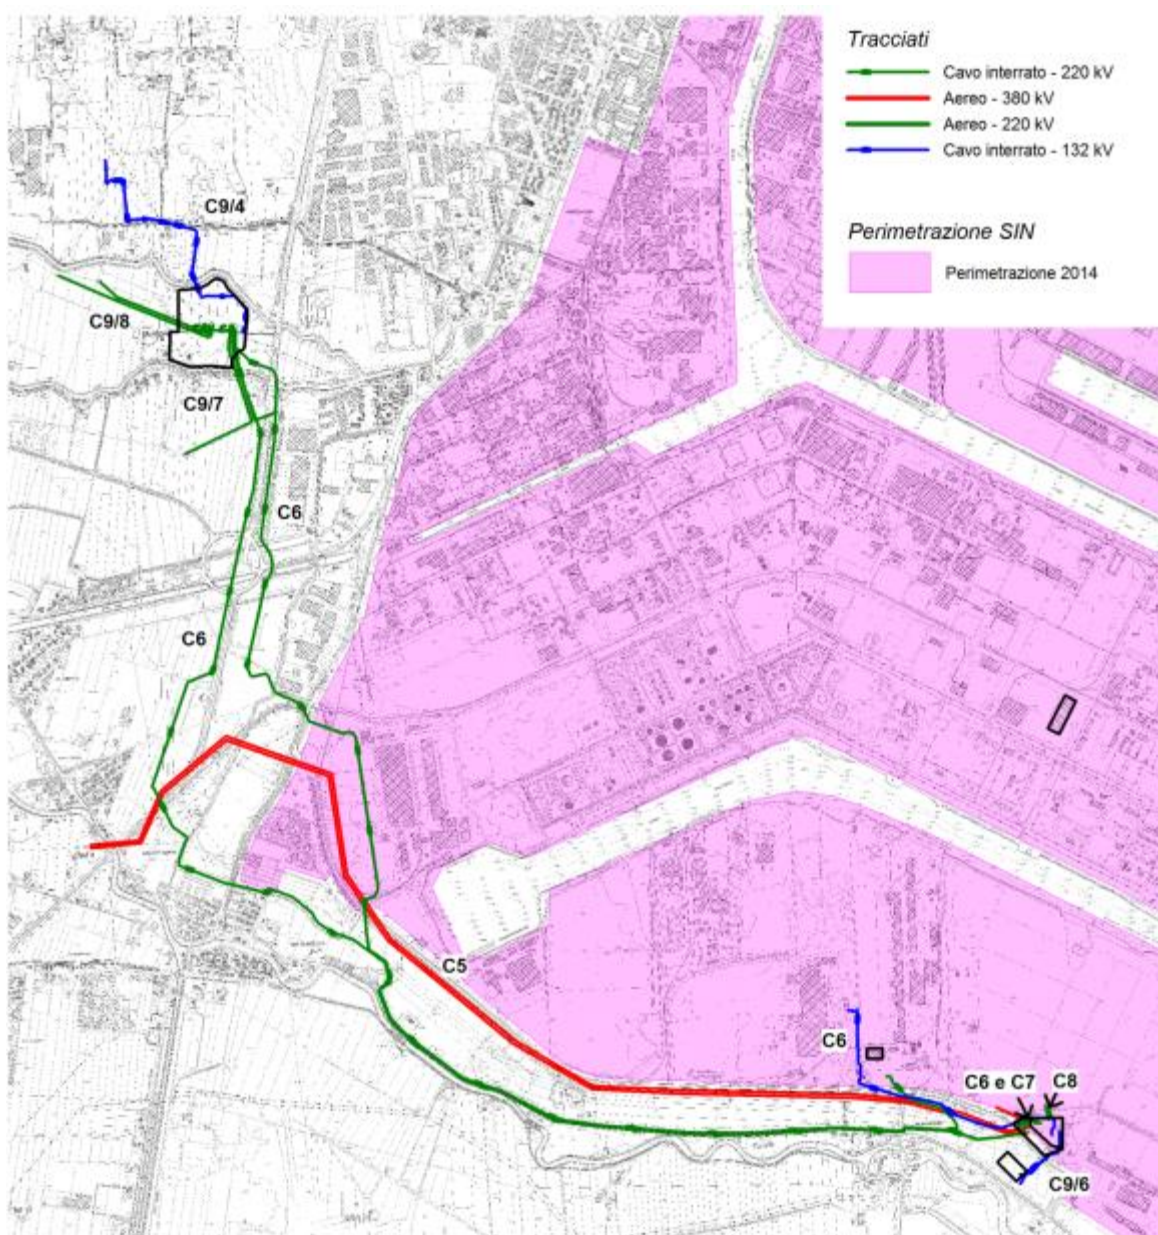 Tracciati
Cavo interrato - 220 kV
Aereo - 380 kV
Aereo - 220 kV
Cavo interrato - 132 kV
Perimetrazione SIN
Perimetrazione 2014
C9/4
C9/8
C9/7
C6
C6
C5
C6
C6 e C7
C8
C9/6